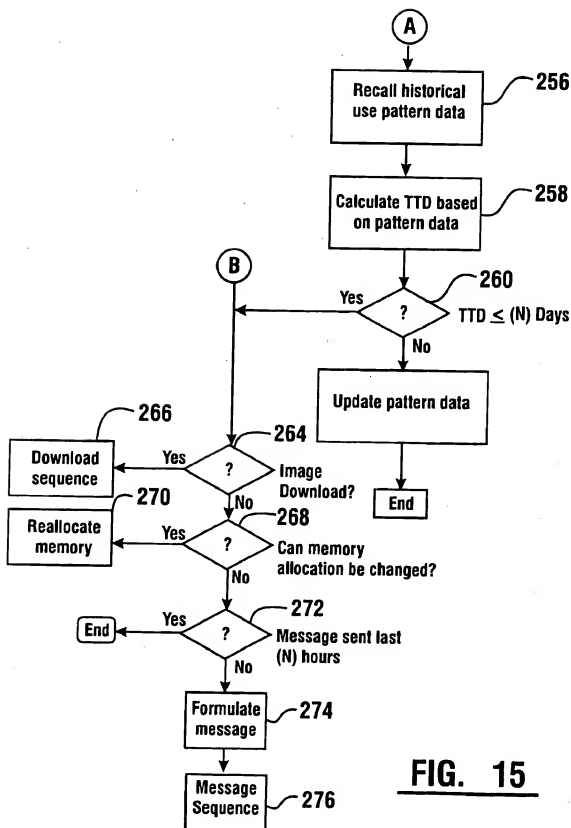 A
Recall historical
use pattern data
256
Calculate TTD based
on pattern data
258
B
260
Yes
?
TTD ≤ (N) Days
No
Update pattern data
End
266
264
Download
sequence
Yes
?
Image
Download?
No
270
268
Reallocate
memory
Yes
?
Can memory
allocation be changed?
No
272
End
Yes
?
Message sent last
(N) hours
No
Formulate
message
274
Message
Sequence
276
FIG. 15